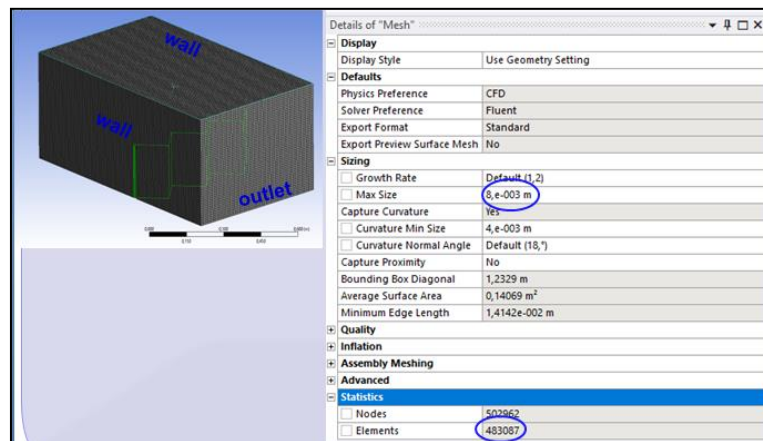 wall
wall
outlet
Details of "Mesh"
Display
Display Style Use Geometry Setting
Defaults
Physics Preference CFD
Solver Preference Fluent
Export Format Standard
Export Preview Surface Mesh No
Sizing
Growth Rate Default (1,2)
Max Size 8,e-003 m
Capture Curvature Yes
Curvature Min Size 4,e-003 m
Curvature Normal Angle Default (18,°)
Capture Proximity No
Bounding Box Diagonal 1,2329 m
Average Surface Area 0,14069 m²
Minimum Edge Length 1,4142e-002 m
Quality
Inflation
Assembly Meshing
Advanced
Statistics
Nodes 502962
Elements 483087